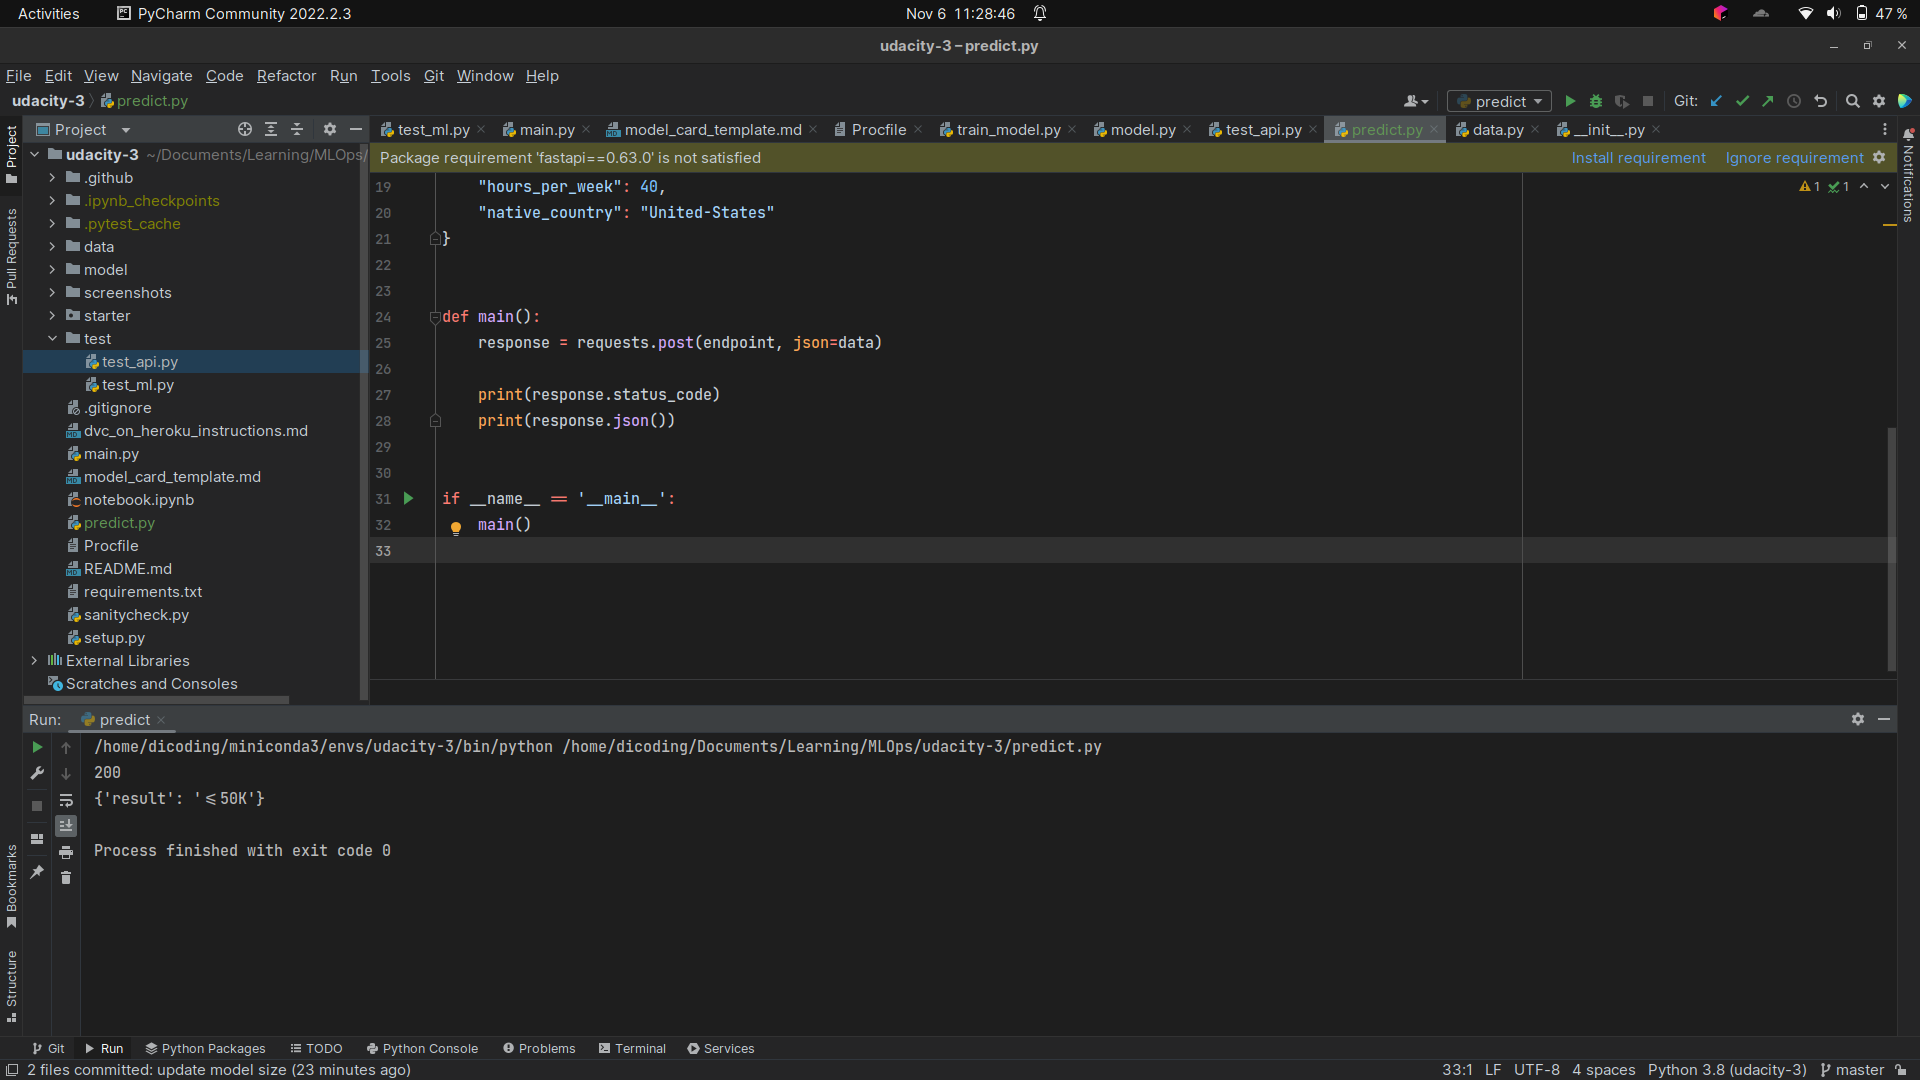 Activities PyCharm Community 2022.2.3 Nov 6 11:28:46 47 %
udacity-3 – predict.py
File Edit View Navigate Code Refactor Run Tools Git Window Help
udacity-3 predict.py predict Git:
Project
test_ml.py main.py model_card_template.md Procfile train_model.py model.py test_api.py predict.py data.py __init__.py
Package requirement 'fastapi==0.63.0' is not satisfied Install requirement Ignore requirement
udacity-3 ~/Documents/Learning/MLOps/
.github
.ipynb_checkpoints
.pytest_cache
data
model
screenshots
starter
test
test_api.py
test_ml.py
.gitignore
dvc_on_heroku_instructions.md
main.py
model_card_template.md
notebook.ipynb
predict.py
Procfile
README.md
requirements.txt
sanitycheck.py
setup.py
External Libraries
Scratches and Consoles
1 1
19 "hours_per_week": 40,
20 "native_country": "United-States"
21 }
22
23
24 def main():
25 response = requests.post(endpoint, json=data)
26
27 print(response.status_code)
28 print(response.json())
29
30
31 if __name__ == '__main__':
32 main()
33
Project
Pull Requests
Bookmarks
Structure
Notifications
Run: predict
/home/dicoding/miniconda3/envs/udacity-3/bin/python /home/dicoding/Documents/Learning/MLOps/udacity-3/predict.py
200
{'result': '<=50K'}
Process finished with exit code 0
Git Run Python Packages TODO Python Console Problems Terminal Services
2 files committed: update model size (23 minutes ago) 33:1 LF UTF-8 4 spaces Python 3.8 (udacity-3) master